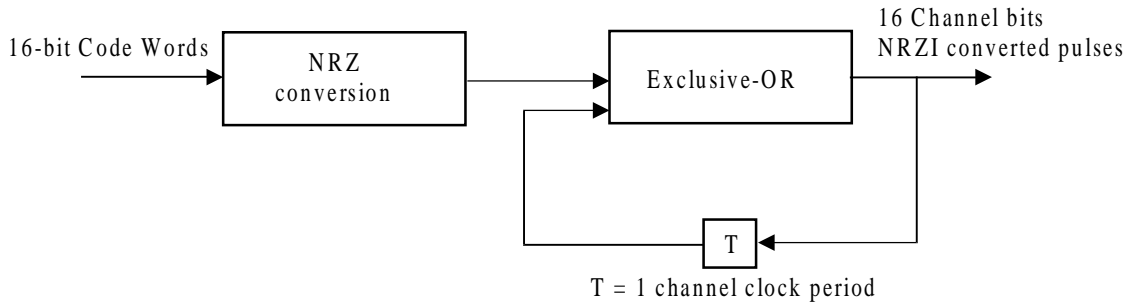 16-bit Code Words
NRZ
conversion
Exclusive-OR
16 Channel bits
NRZI converted pulses
T
T = 1 channel clock period